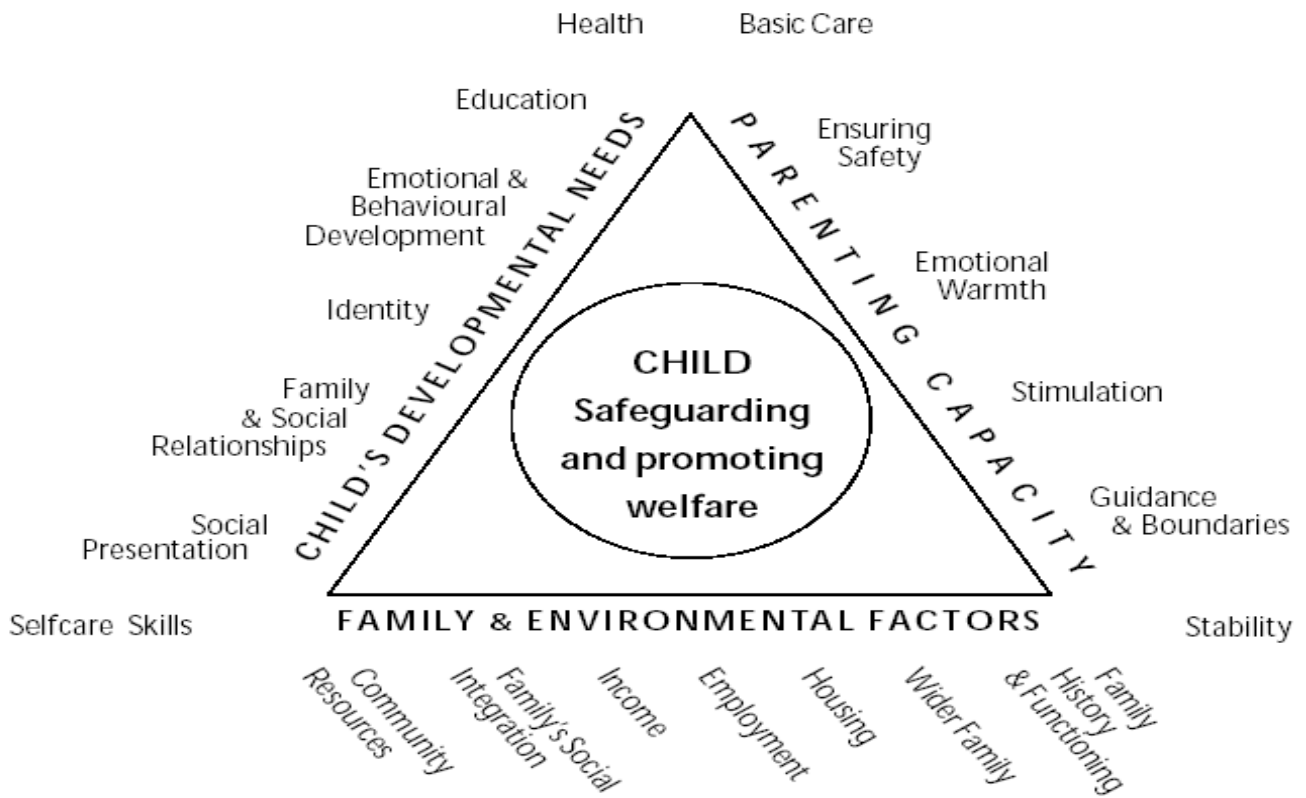 Health
Basic Care
Education
Ensuring
Safety
Emotional &
Behavioural
Development
Emotional
Warmth
Identity
Stimulation
Family
& Social
Relationships
Guidance
& Boundaries
Social
Presentation
Selfcare Skills
Stability
CHILD'S DEVELOPMENTAL NEEDS
PARENTING CAPACITY
CHILD
Safeguarding
and promoting
welfare
FAMILY & ENVIRONMENTAL FACTORS
Community
Resources
Family's Social
Integration
Income
Employment
Housing
Wider Family
Family
History
& Functioning